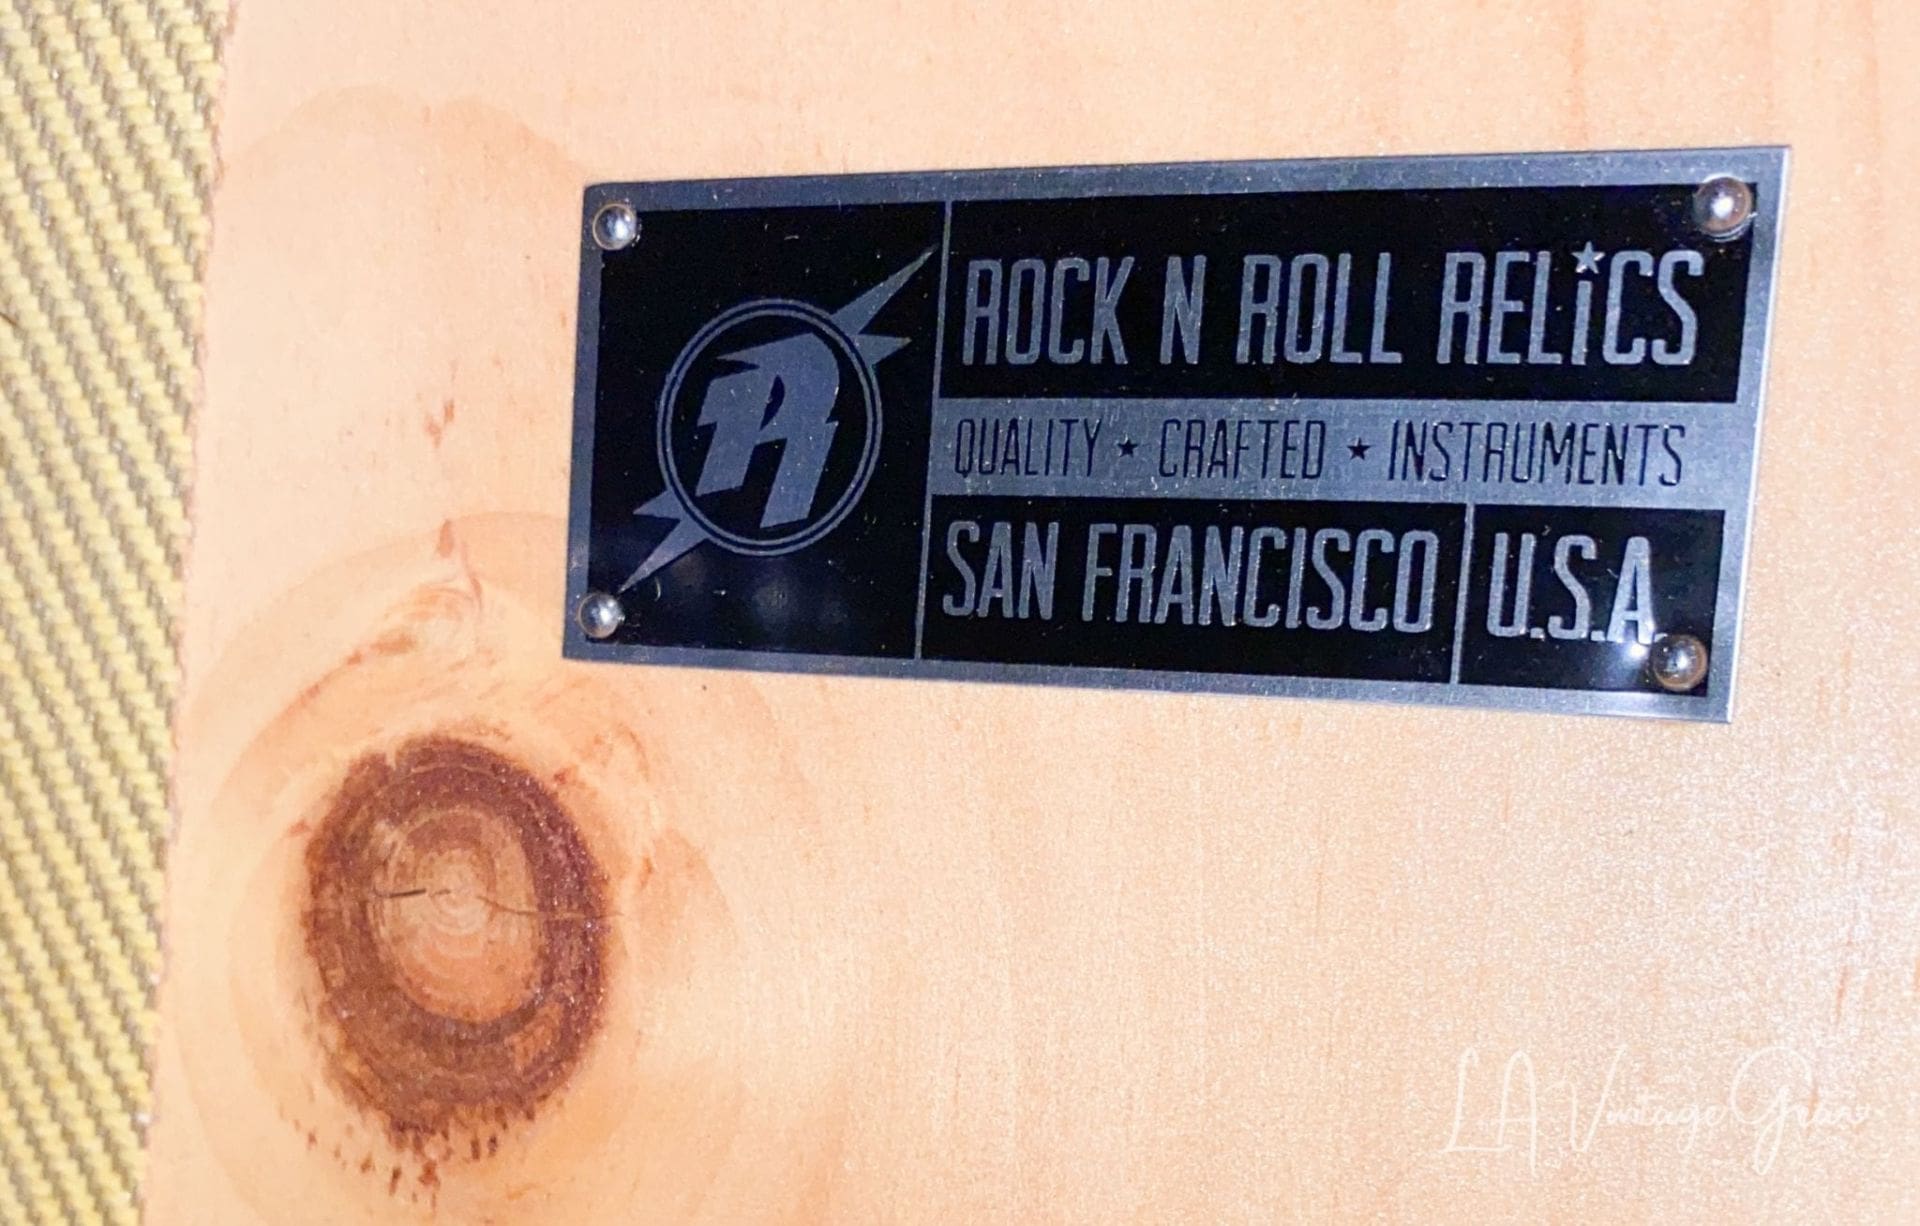 R
ROCK N ROLL RELiCS
QUALITY ★ CRAFTED ★ INSTRUMENTS
SAN FRANCISCO U.S.A.
LA Vintage Gear